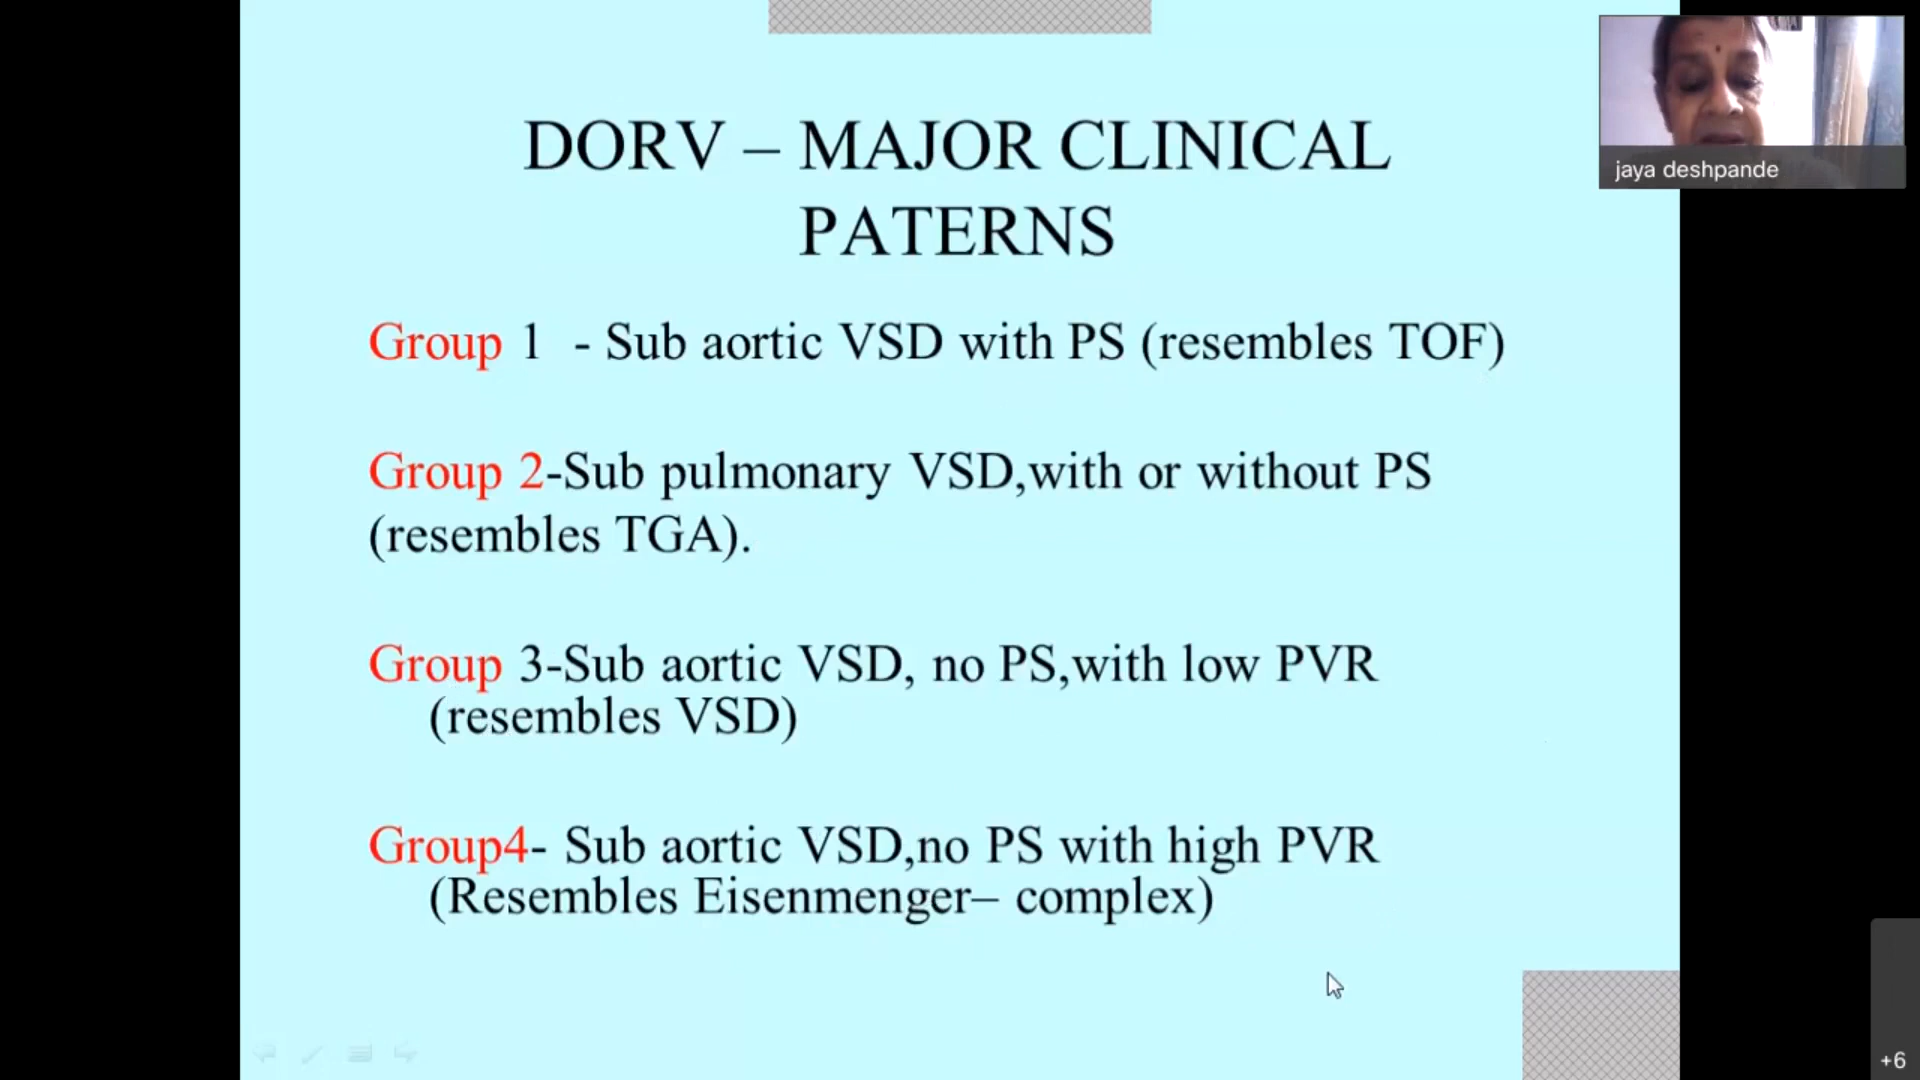 DORV – MAJOR CLINICAL
PATERNS
Group 1 - Sub aortic VSD with PS (resembles TOF)
Group 2-Sub pulmonary VSD,with or without PS
(resembles TGA).
Group 3-Sub aortic VSD, no PS,with low PVR
(resembles VSD)
Group4- Sub aortic VSD,no PS with high PVR
(Resembles Eisenmenger– complex)
jaya deshpande
+6